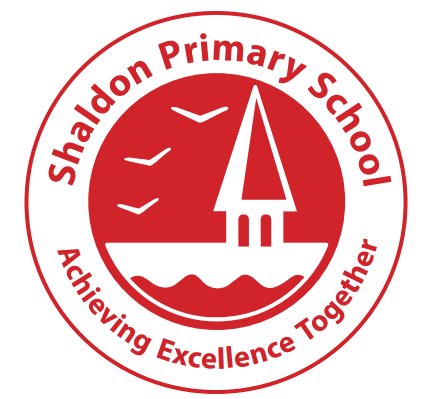 Shaldon Primary School
Achieving Excellence Together